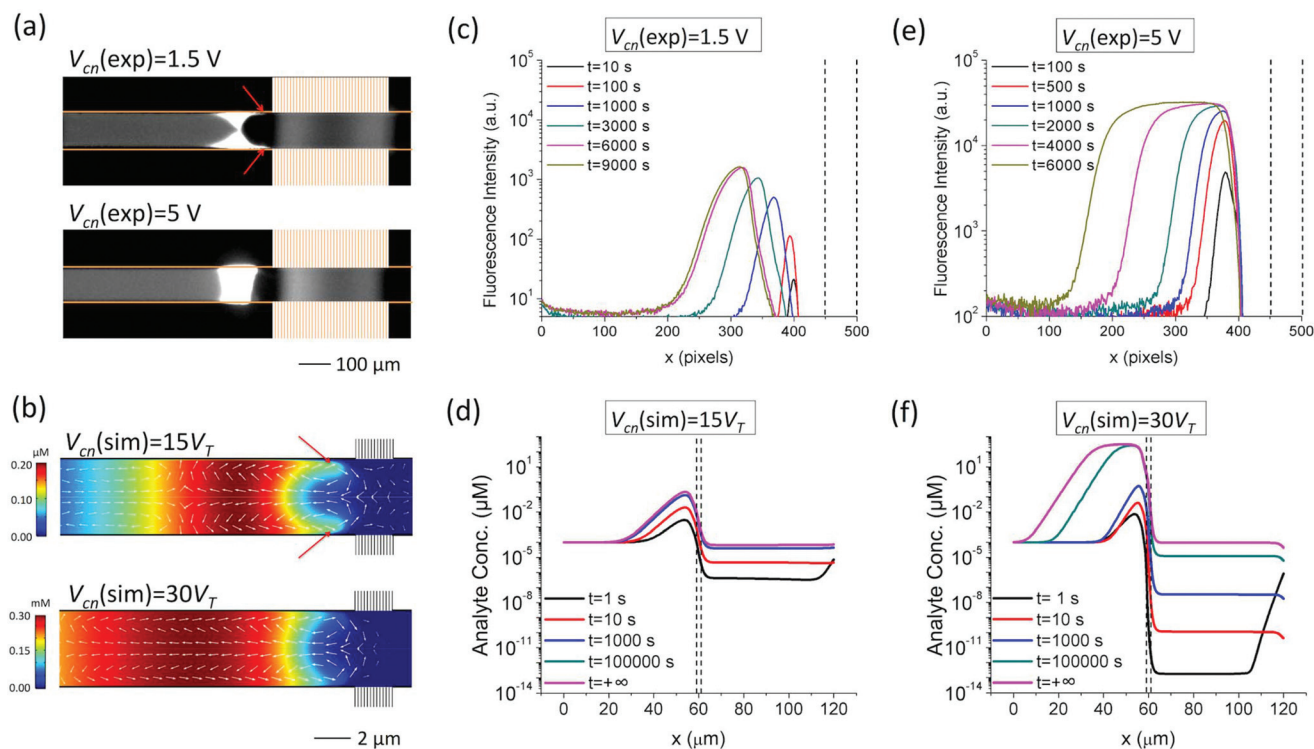 (a)
V_cn(exp)=1.5 V
V_cn(exp)=5 V
100 μm
(b)
V_cn(sim)=15V_T
μM
0.20
0.10
0.00
V_cn(sim)=30V_T
mM
0.30
0.15
0.00
2 μm
(c)
V_cn(exp)=1.5 V
Fluorescence Intensity (a.u.)
10^5
10^4
10^3
10^2
10^1
t=10 s
t=100 s
t=1000 s
t=3000 s
t=6000 s
t=9000 s
0 100 200 300 400 500
x (pixels)
(d)
V_cn(sim)=15V_T
Analyte Conc. (μM)
10^1
10^-2
10^-5
10^-8
10^-11
10^-14
t=1 s
t=10 s
t=1000 s
t=100000 s
t=+∞
0 20 40 60 80 100 120
x (μm)
(e)
V_cn(exp)=5 V
Fluorescence Intensity (a.u.)
10^5
10^4
10^3
10^2
t=100 s
t=500 s
t=1000 s
t=2000 s
t=4000 s
t=6000 s
0 100 200 300 400 500
x (pixels)
(f)
V_cn(sim)=30V_T
Analyte Conc. (μM)
10^1
10^-2
10^-5
10^-8
10^-11
10^-14
t= 1 s
t=10 s
t=1000 s
t=100000 s
t=+∞
0 20 40 60 80 100 120
x (μm)